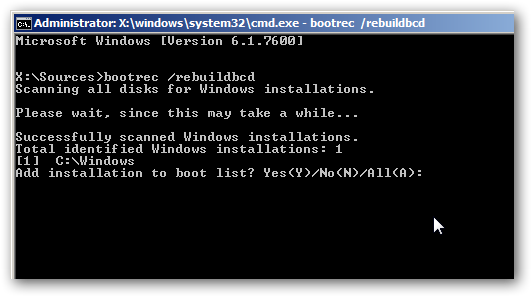 Administrator: X:\windows\system32\cmd.exe - bootrec /rebuildbcd
Microsoft Windows [Version 6.1.7600]
X:\Sources>bootrec /rebuildbcd
Scanning all disks for Windows installations.
Please wait, since this may take a while...
Successfully scanned Windows installations.
Total identified Windows installations: 1
[1]  C:\Windows
Add installation to boot list? Yes(Y)/No(N)/All(A):